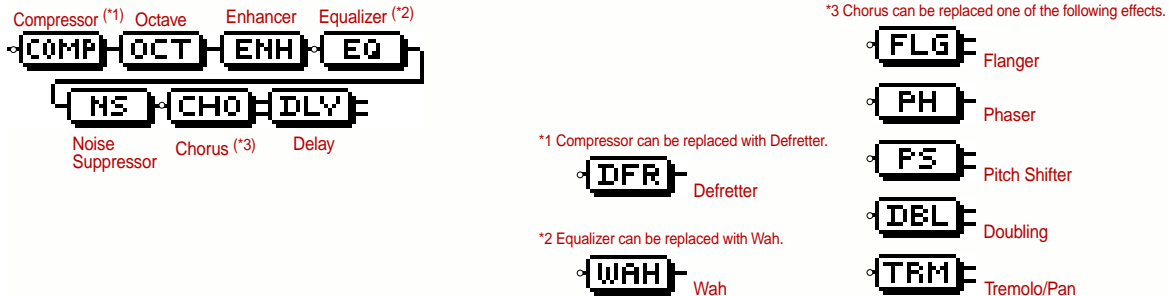 Compressor (*1) Octave Enhancer Equalizer (*2)
COMP OCT ENH EQ
NS CHO DLY
Noise Suppressor Chorus (*3) Delay
*1 Compressor can be replaced with Defretter.
DFR Defretter
*2 Equalizer can be replaced with Wah.
WAH Wah
*3 Chorus can be replaced one of the following effects.
FLG Flanger
PH Phaser
PS Pitch Shifter
DBL Doubling
TRM Tremolo/Pan